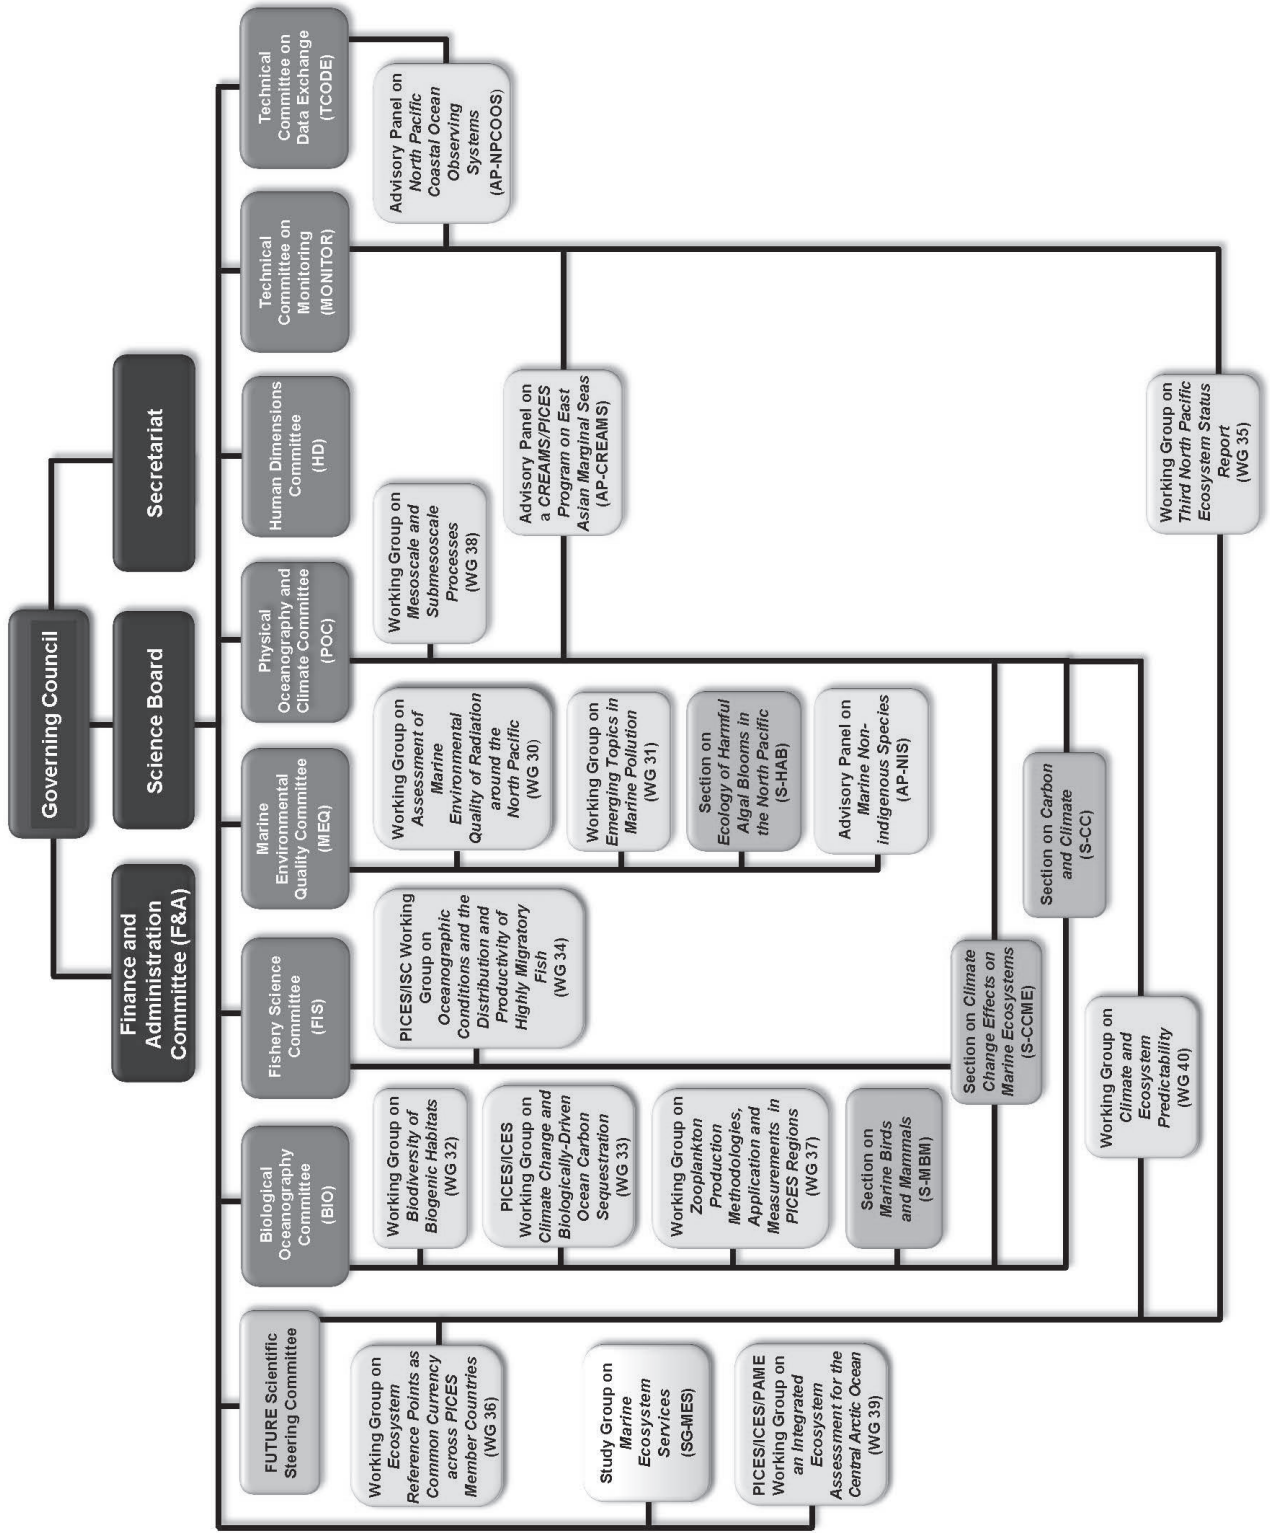 Governing Council
Finance and
Administration
Committee (F&A)
Science Board
Secretariat
FUTURE Scientific
Steering Committee
Biological
Oceanography
Committee
(BIO)
Fishery Science
Committee
(FIS)
Marine
Environmental
Quality Committee
(MEQ)
Physical
Oceanography and
Climate Committee
(POC)
Human Dimensions
Committee
(HD)
Technical
Committee on
Monitoring
(MONITOR)
Technical
Committee on
Data Exchange
(TCODE)
Working Group on
Ecosystem
Reference Points as
Common Currency
across PICES
Member Countries
(WG 36)
Study Group on
Marine
Ecosystem
Services
(SG-MES)
PICES/ICES/PAME
Working Group on
an Integrated
Ecosystem
Assessment for the
Central Arctic Ocean
(WG 39)
Working Group on
Biodiversity of
Biogenic Habitats
(WG 32)
PICES/ICES
Working Group on
Climate Change and
Biologically-Driven
Ocean Carbon
Sequestration
(WG 33)
Working Group on
Zooplankton
Production
Methodologies,
Application and
Measurements in
PICES Regions
(WG 37)
Section on
Marine Birds
and Mammals
(S-MBM)
PICES/ISC Working
Group on
Oceanographic
Conditions and the
Distribution and
Productivity of
Highly Migratory
Fish
(WG 34)
Working Group on
Assessment of
Marine
Environmental
Quality of Radiation
around the
North Pacific
(WG 30)
Working Group on
Emerging Topics in
Marine Pollution
(WG 31)
Section on
Ecology of Harmful
Algal Blooms in
the North Pacific
(S-HAB)
Advisory Panel on
Marine Non-
indigenous Species
(AP-NIS)
Working Group on
Mesoscale and
Submesoscale
Processes
(WG 38)
Advisory Panel on
a CREAMS/PICES
Program on East
Asian Marginal Seas
(AP-CREAMS)
Advisory Panel on
North Pacific
Coastal Ocean
Observing
Systems
(AP-NPCOOS)
Section on Climate
Change Effects on
Marine Ecosystems
(S-CCME)
Section on Carbon
and Climate
(S-CC)
Working Group on
Climate and
Ecosystem
Predictability
(WG 40)
Working Group on
Third North Pacific
Ecosystem Status
Report
(WG 35)